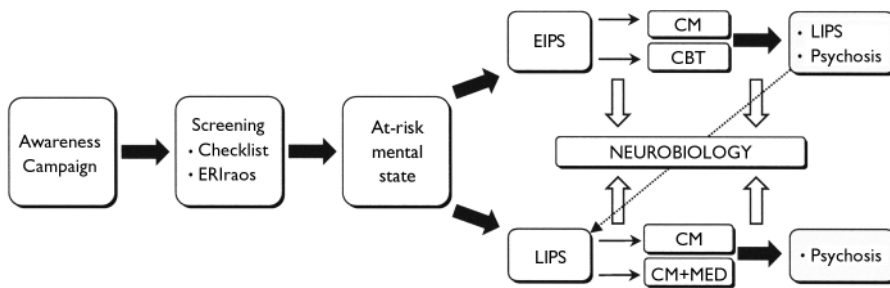 Awareness
Campaign
Screening
• Checklist
• ERIraos
At-risk
mental
state
EIPS
CM
CBT
• LIPS
• Psychosis
NEUROBIOLOGY
LIPS
CM
CM+MED
• Psychosis